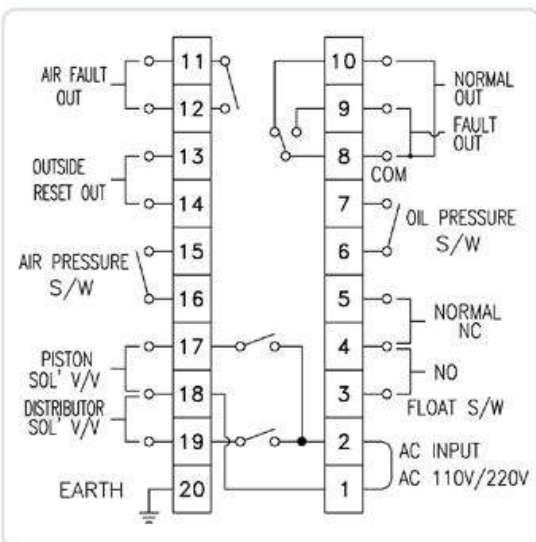 AIR FAULT
OUT
OUTSIDE
RESET OUT
AIR PRESSURE
S/W
PISTON
SOL' V/V
DISTRIBUTOR
SOL' V/V
EARTH
11
12
13
14
15
16
17
18
19
20
10
9
8
7
6
5
4
3
2
1
NORMAL
OUT
FAULT
OUT
COM
OIL PRESSURE
S/W
NORMAL
NC
NO
FLOAT S/W
AC INPUT
AC 110V/220V